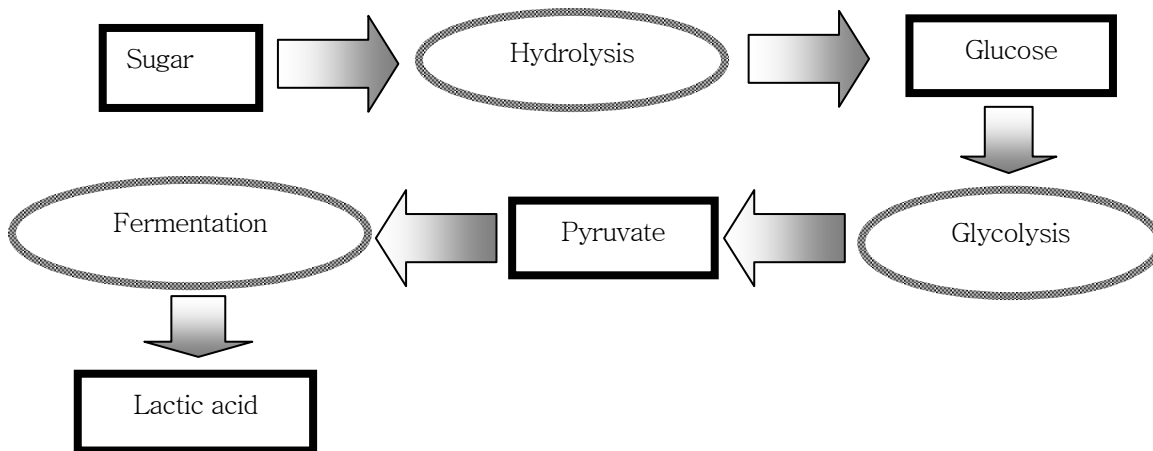 Sugar
Hydrolysis
Glucose
Glycolysis
Pyruvate
Fermentation
Lactic acid